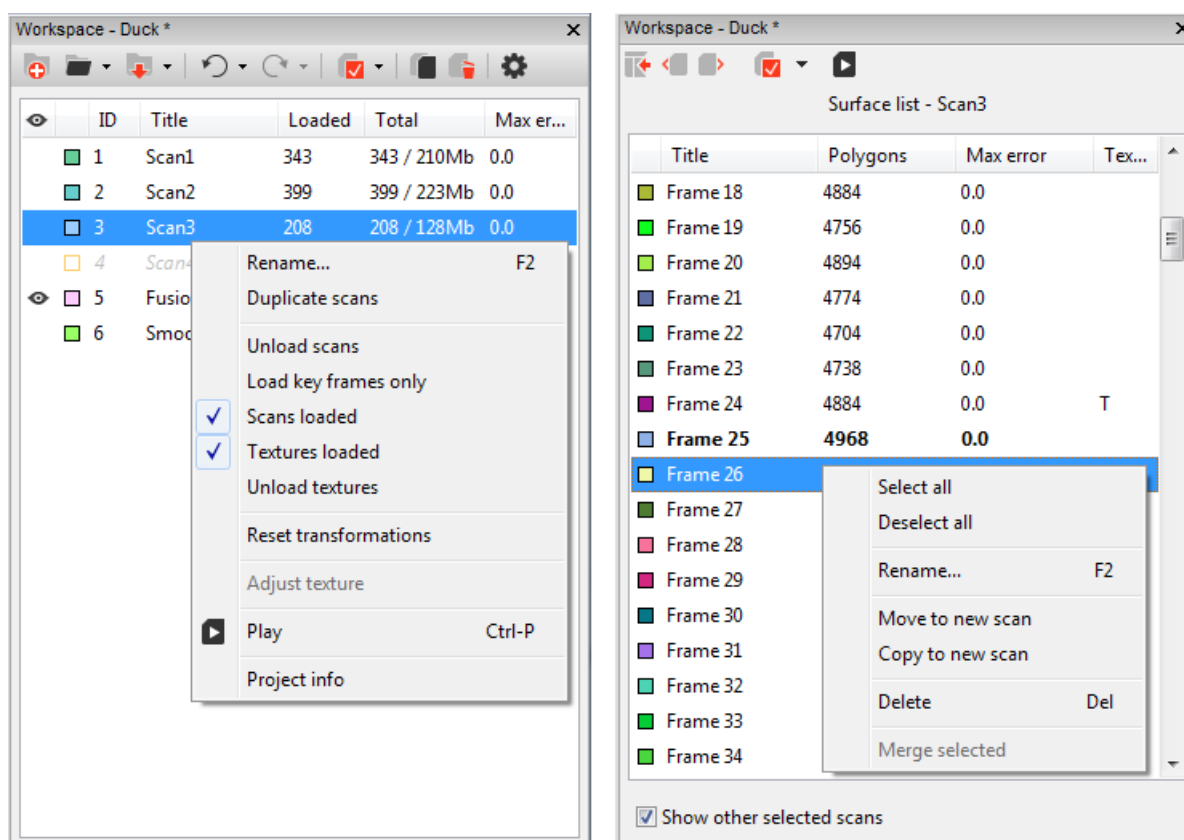 Workspace - Duck *
ID Title Loaded Total Max er...
1 Scan1 343 343 / 210Mb 0.0
2 Scan2 399 399 / 223Mb 0.0
3 Scan3 208 208 / 128Mb 0.0
4 Scan4
5 Fusio
6 Smoo
Rename... F2
Duplicate scans
Unload scans
Load key frames only
Scans loaded
Textures loaded
Unload textures
Reset transformations
Adjust texture
Play Ctrl-P
Project info
Workspace - Duck *
Surface list - Scan3
Title Polygons Max error Tex...
Frame 18 4884 0.0
Frame 19 4756 0.0
Frame 20 4894 0.0
Frame 21 4774 0.0
Frame 22 4704 0.0
Frame 23 4738 0.0
Frame 24 4884 0.0 T
Frame 25 4968 0.0
Frame 26
Frame 27
Frame 28
Frame 29
Frame 30
Frame 31
Frame 32
Frame 33
Frame 34
Select all
Deselect all
Rename... F2
Move to new scan
Copy to new scan
Delete Del
Merge selected
Show other selected scans